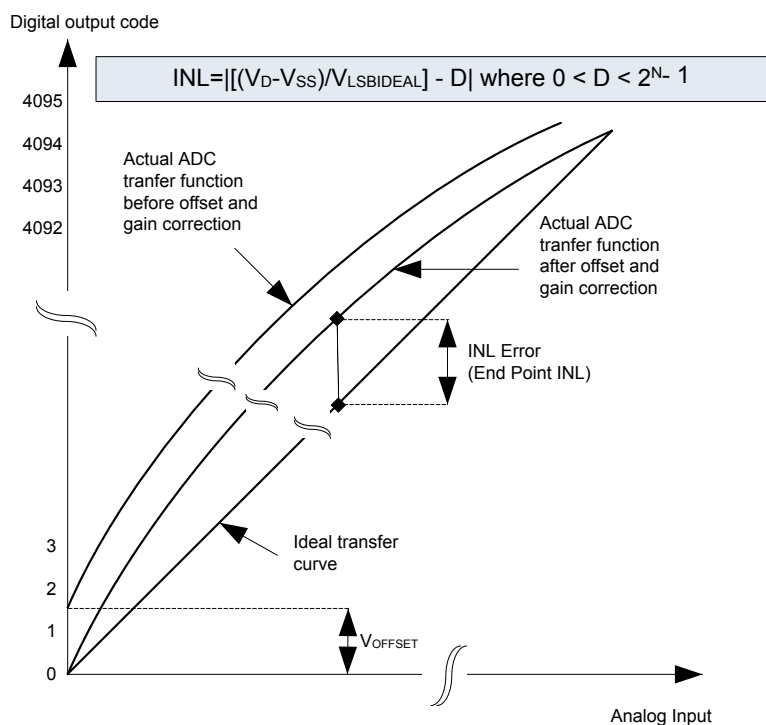 Digital output code
INL=|[(VD-VSS)/VLSBIDEAL] - D| where 0 < D < 2^N- 1
4095
4094
4093
4092
Actual ADC
tranfer function
before offset and
gain correction
Actual ADC
tranfer function
after offset and
gain correction
INL Error
(End Point INL)
Ideal transfer
curve
3
2
1
0
VOFFSET
Analog Input